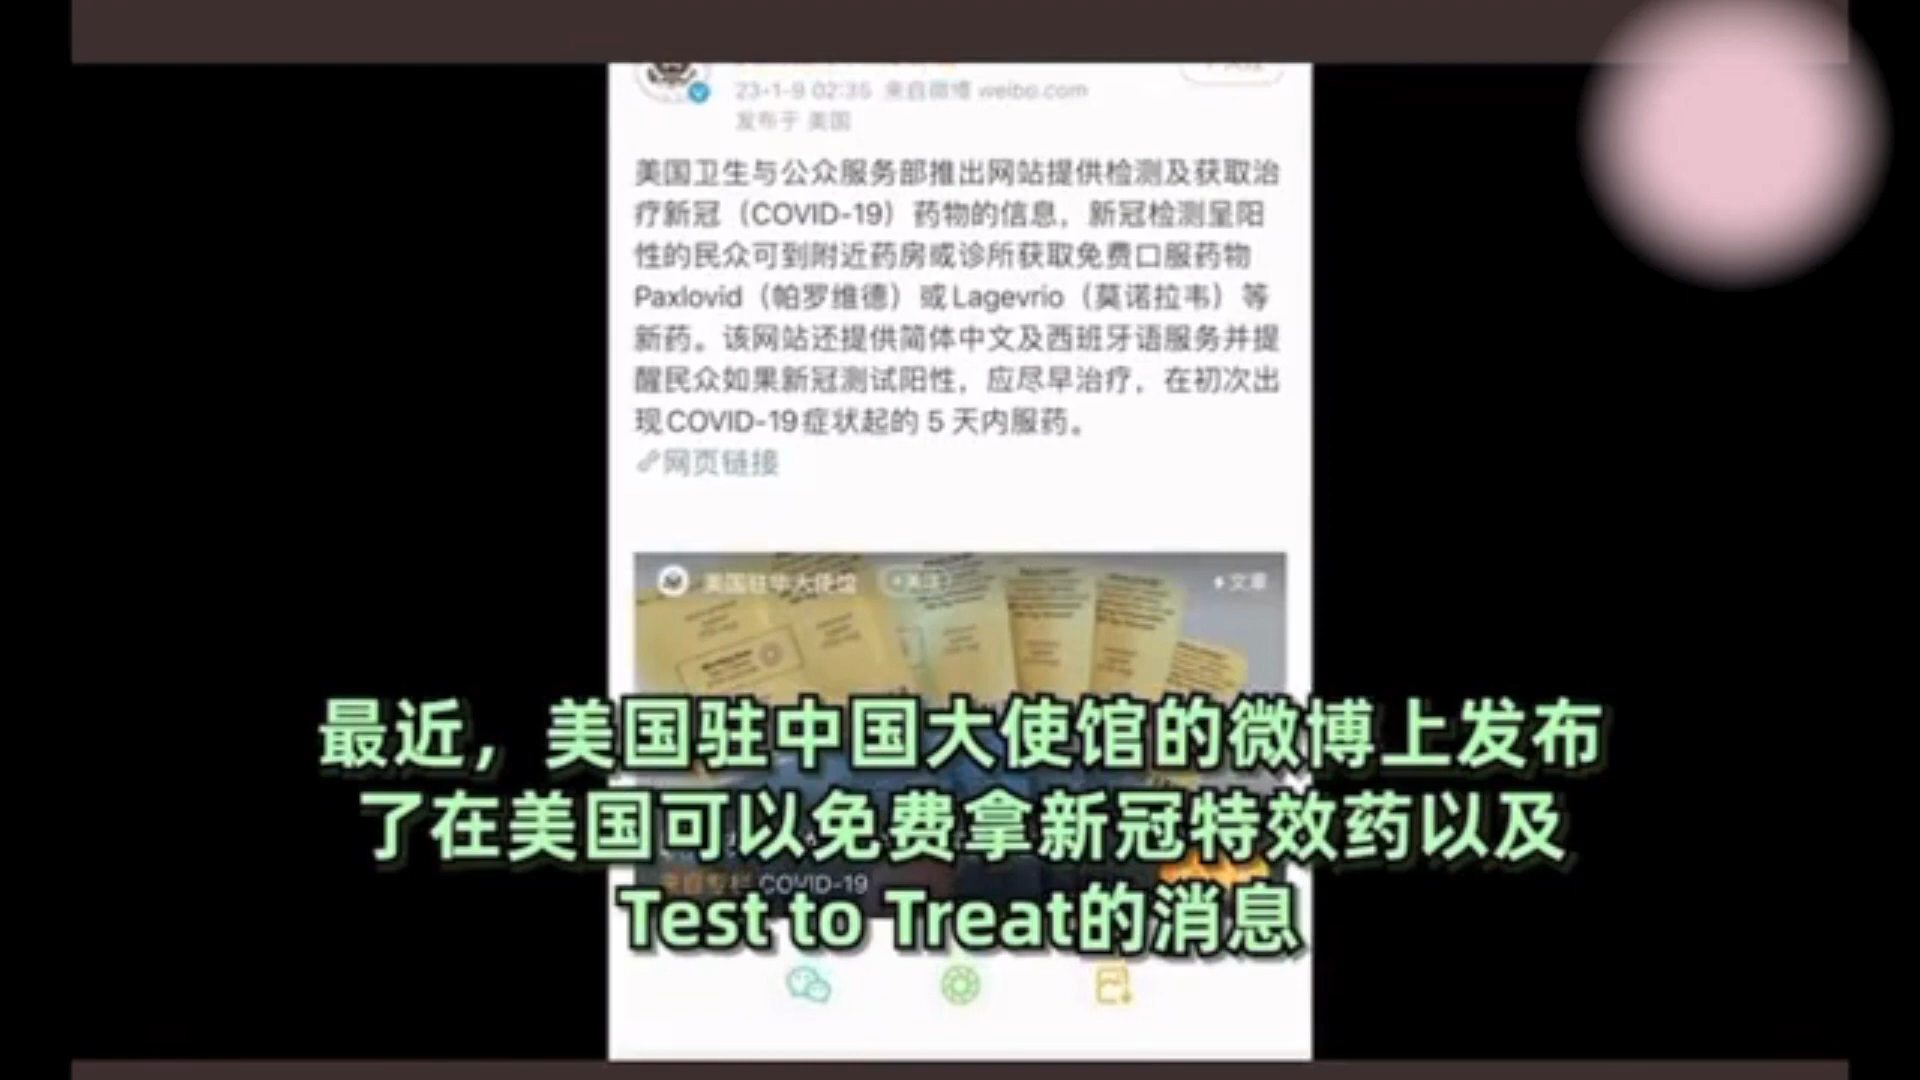 23-1-9 02:35 来自微博 weibo.com
发布于 美国
美国卫生与公众服务部推出网站提供检测及获取治
疗新冠（COVID-19）药物的信息，新冠检测呈阳
性的民众可到附近药房或诊所获取免费口服药物
Paxlovid（帕罗维德）或Lagevrio（莫诺拉韦）等
新药。该网站还提供简体中文及西班牙语服务并提
醒民众如果新冠测试阳性，应尽早治疗，在初次出
现COVID-19症状起的 5 天内服药。
网页链接
美国驻华大使馆 +关注 文章
最近，美国驻中国大使馆的微博上发布
了在美国可以免费拿新冠特效药以及
来自专栏 COVID-19
Test to Treat的消息